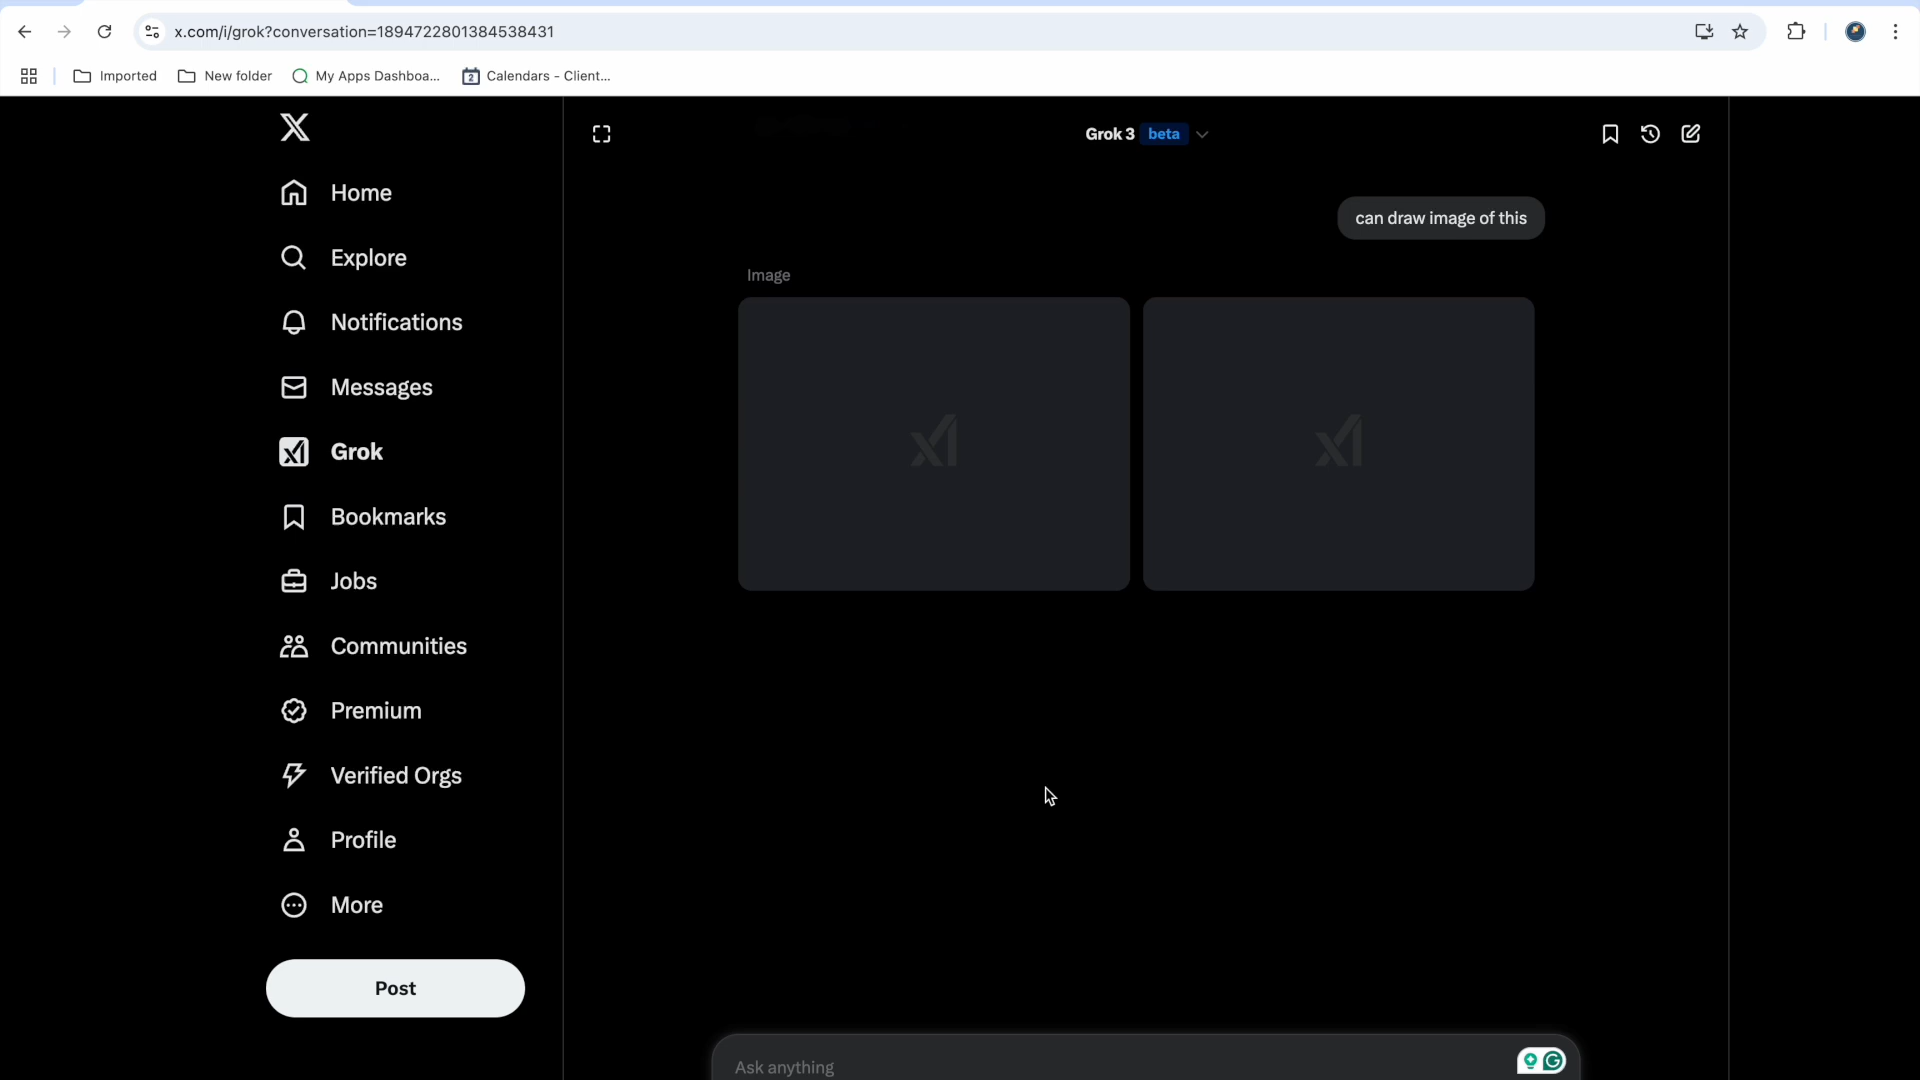 x.com/i/grok?conversation=1894722801384538431
Imported
New folder
My Apps Dashboa...
2
Calendars - Client...
Home
Explore
Notifications
Messages
Grok
Bookmarks
Jobs
Communities
Premium
Verified Orgs
Profile
More
Post
Grok 3 beta
can draw image of this
Image
Ask anything